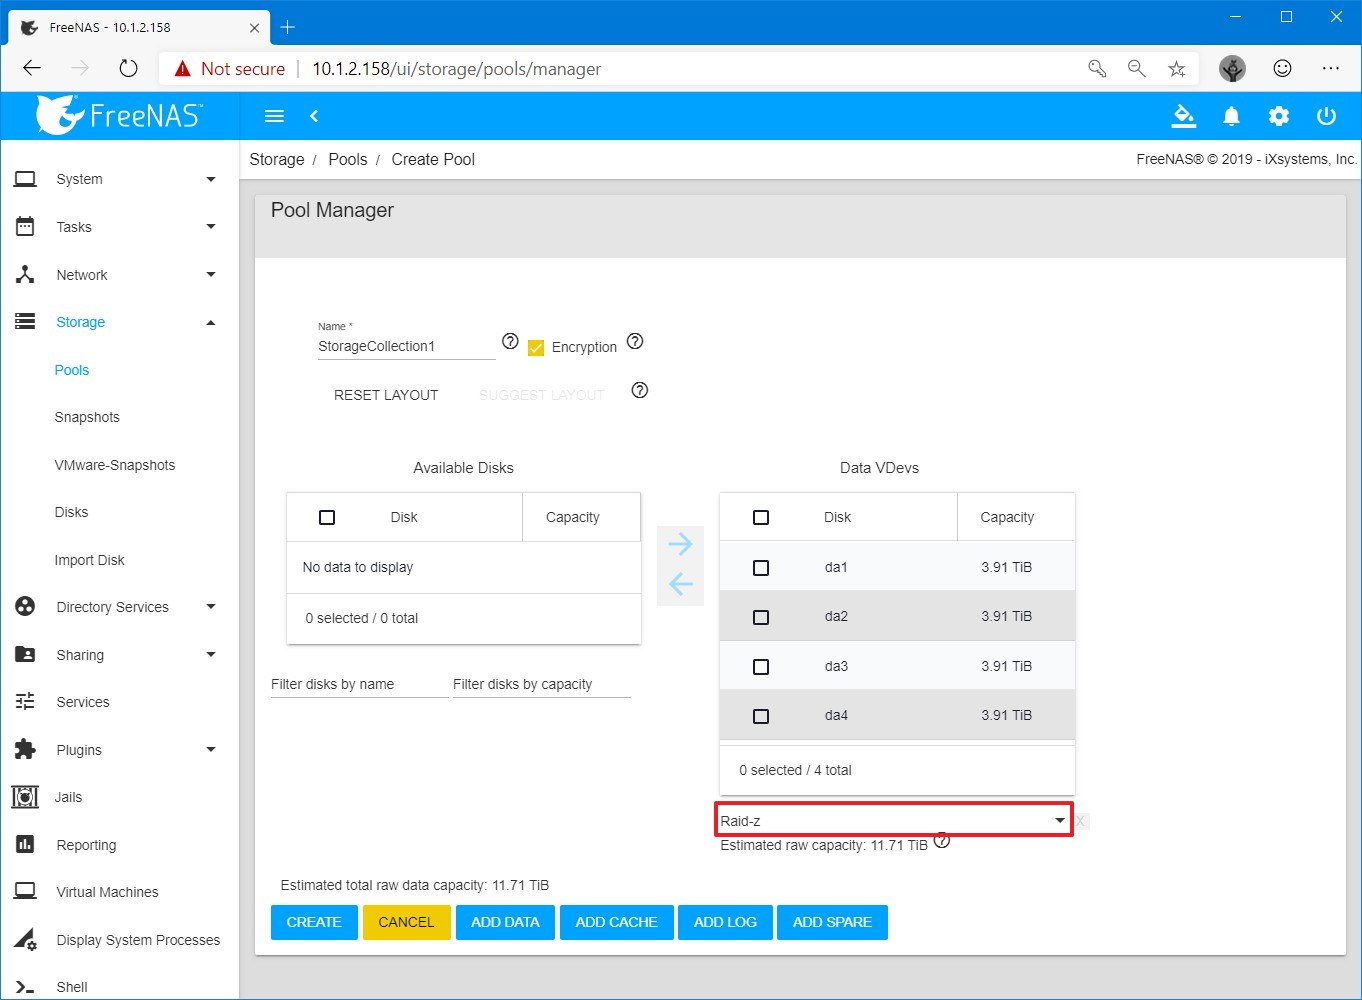 FreeNAS - 10.1.2.158
Not secure | 10.1.2.158/ui/storage/pools/manager
FreeNAS™
Storage / Pools / Create Pool
FreeNAS® © 2019 - iXsystems, Inc.
System
Tasks
Network
Storage
Pools
Snapshots
VMware-Snapshots
Disks
Import Disk
Directory Services
Sharing
Services
Plugins
Jails
Reporting
Virtual Machines
Display System Processes
Shell
Pool Manager
Name *
StorageCollection1
Encryption
RESET LAYOUT SUGGEST LAYOUT
Available Disks
Disk Capacity
No data to display
0 selected / 0 total
Filter disks by name Filter disks by capacity
Data VDevs
Disk Capacity
da1 3.91 TiB
da2 3.91 TiB
da3 3.91 TiB
da4 3.91 TiB
0 selected / 4 total
Raid-z X
Estimated raw capacity: 11.71 TiB
Estimated total raw data capacity: 11.71 TiB
CREATE CANCEL ADD DATA ADD CACHE ADD LOG ADD SPARE